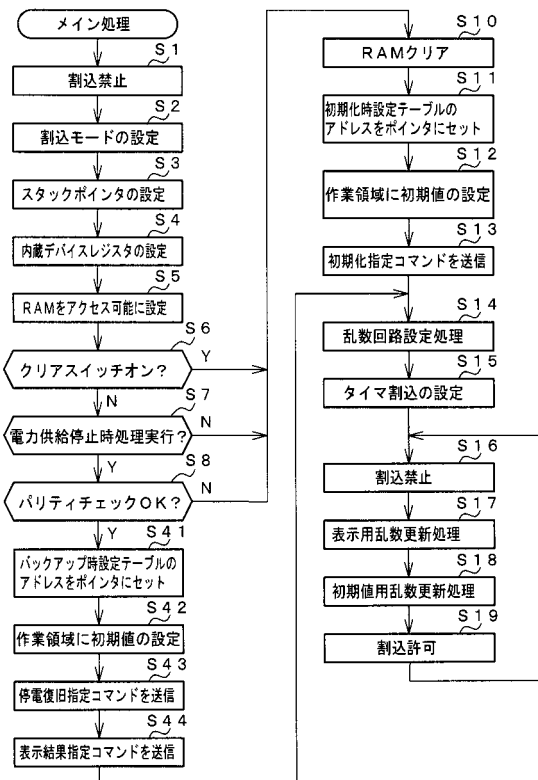 メイン処理
S1
割込禁止
S2
割込モードの設定
S3
スタックポインタの設定
S4
内蔵デバイスレジスタの設定
S5
RAMをアクセス可能に設定
S6
クリアスイッチオン?
Y
N
S7
電力供給停止時処理実行?
N
Y
S8
パリティチェックOK?
N
Y
S41
バックアップ時設定テーブルの
アドレスをポインタにセット
S42
作業領域に初期値の設定
S43
停電復旧指定コマンドを送信
S44
表示結果指定コマンドを送信
S10
RAMクリア
S11
初期化時設定テーブルの
アドレスをポインタにセット
S12
作業領域に初期値の設定
S13
初期化指定コマンドを送信
S14
乱数回路設定処理
S15
タイマ割込の設定
S16
割込禁止
S17
表示用乱数更新処理
S18
初期値用乱数更新処理
S19
割込許可